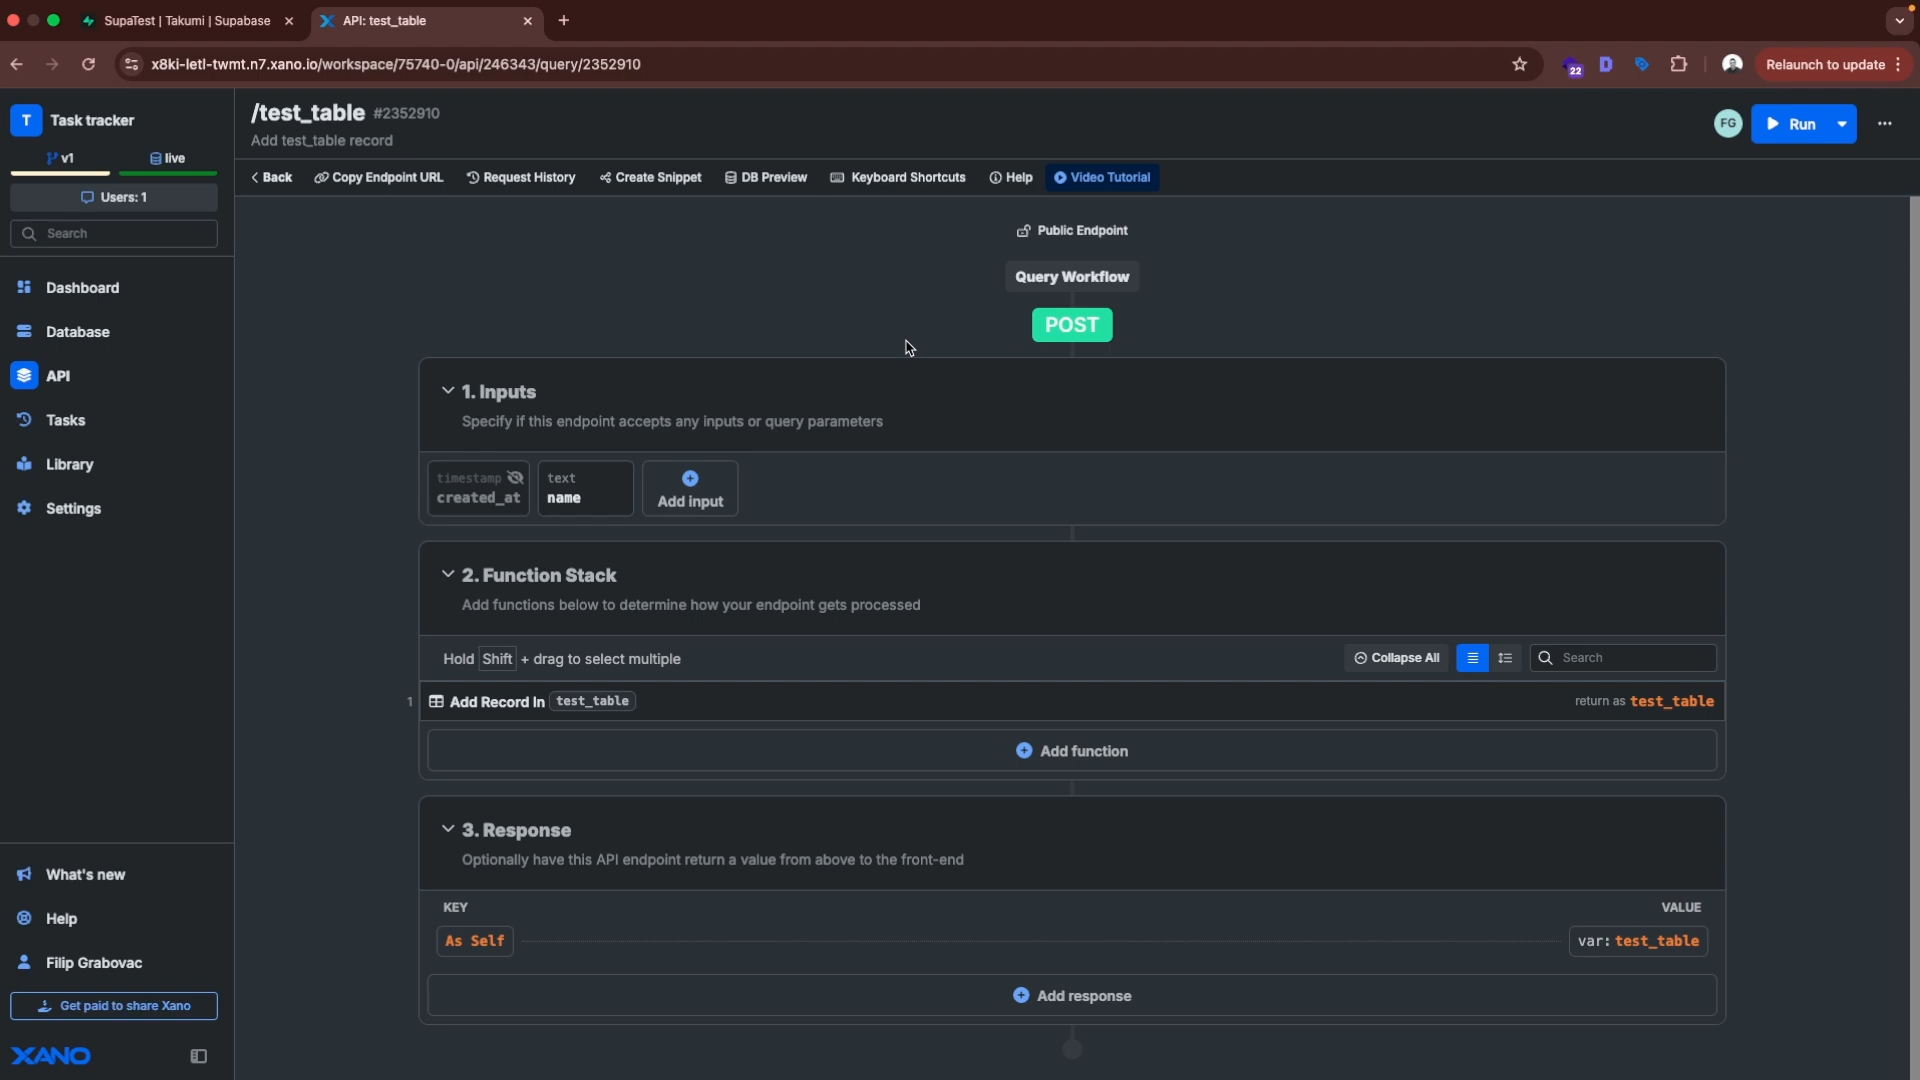 SupaTest | Takumi | Supabase
API: test_table
x8ki-letl-twmt.n7.xano.io/workspace/75740-0/api/246343/query/2352910
22
Relaunch to update
T Task tracker
v1 live
Users: 1
Search
Dashboard
Database
API
Tasks
Library
Settings
What's new
Help
Filip Grabovac
Get paid to share Xano
XANO
/test_table #2352910
Add test_table record
FG
Run
Back
Copy Endpoint URL
Request History
Create Snippet
DB Preview
Keyboard Shortcuts
Help
Video Tutorial
Public Endpoint
Query Workflow
POST
1. Inputs
Specify if this endpoint accepts any inputs or query parameters
timestamp
created_at
text
name
Add input
2. Function Stack
Add functions below to determine how your endpoint gets processed
Hold Shift + drag to select multiple
Collapse All
Search
1 Add Record In test_table return as test_table
Add function
3. Response
Optionally have this API endpoint return a value from above to the front-end
KEY VALUE
As Self var: test_table
Add response